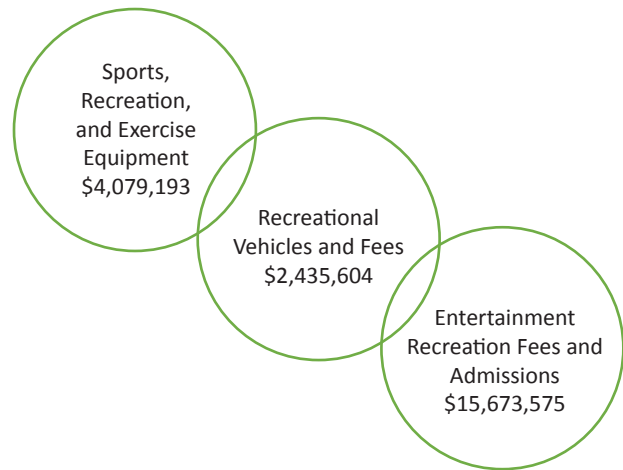 Sports,
Recreation,
and Exercise
Equipment
$4,079,193
Recreational
Vehicles and Fees
$2,435,604
Entertainment
Recreation Fees and
Admissions
$15,673,575